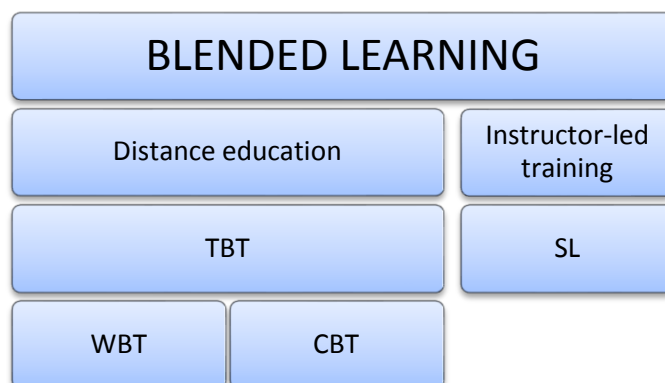 BLENDED LEARNING
Distance education
Instructor-led
training
TBT
SL
WBT
CBT